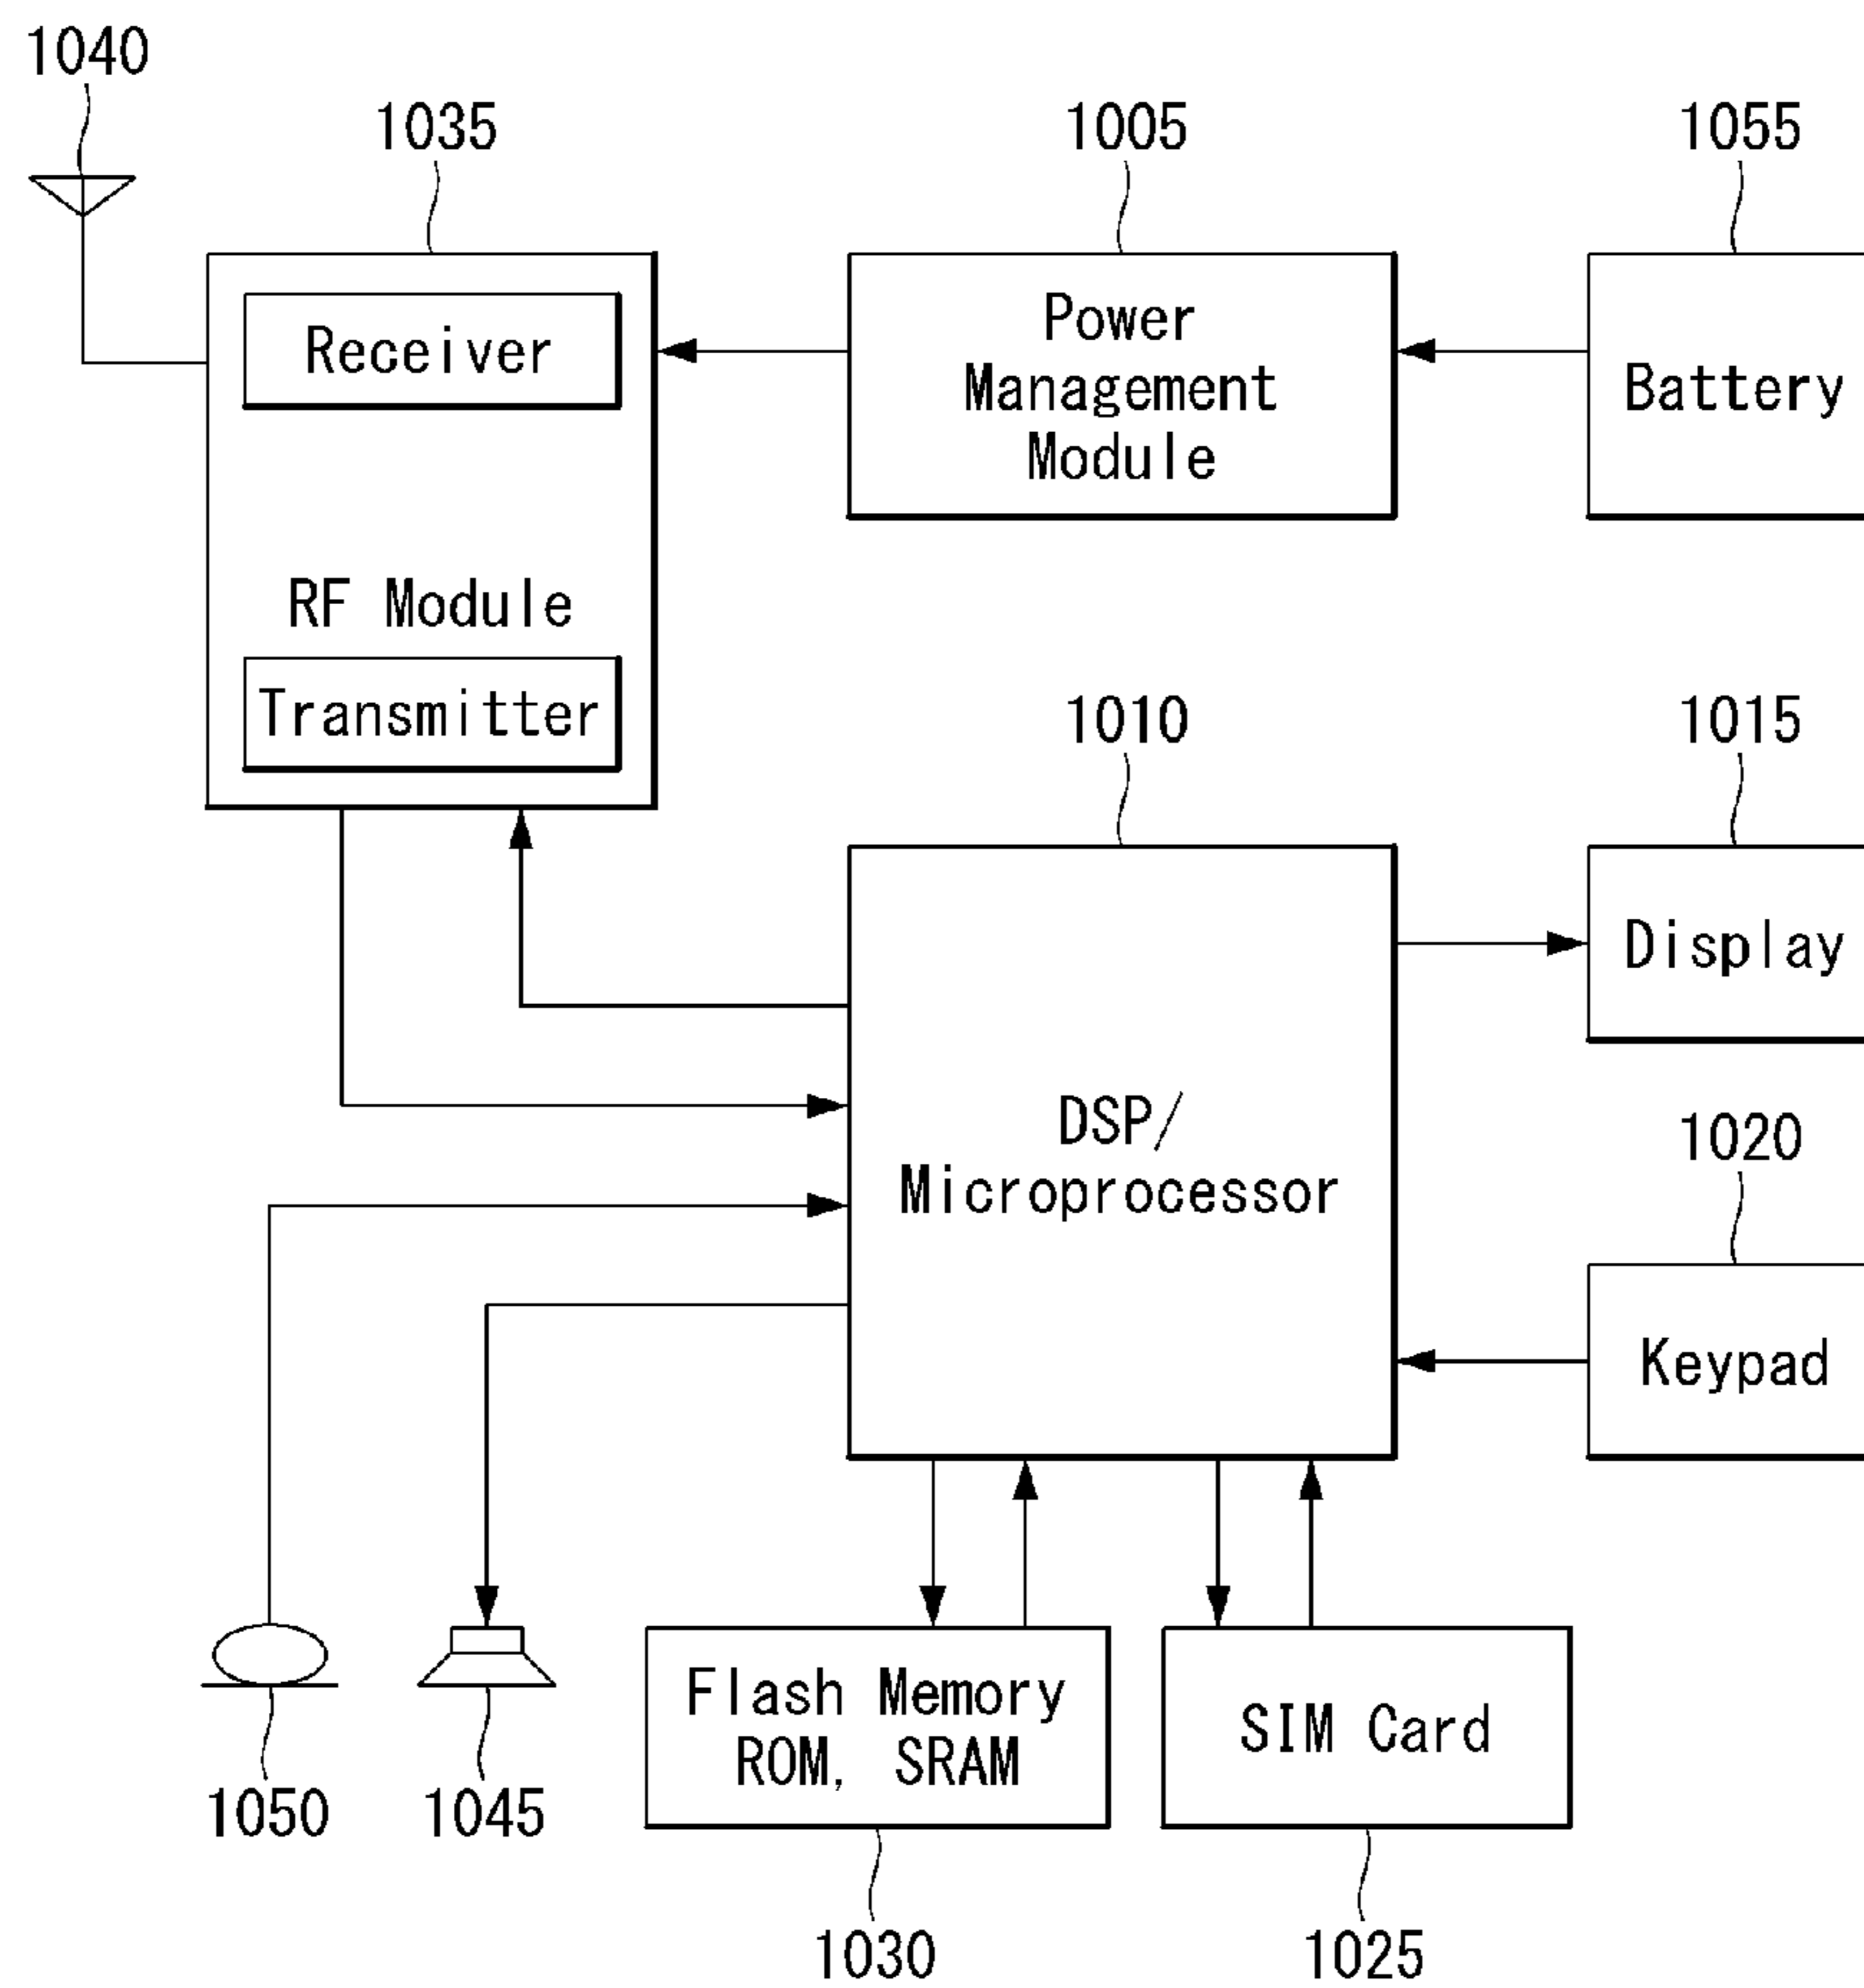 1040
1035
1005
1055
Receiver
RF Module
Transmitter
Power
Management
Module
Battery
1010
1015
DSP/
Microprocessor
Display
1020
Keypad
Flash Memory
ROM, SRAM
SIM Card
1050
1045
1030
1025